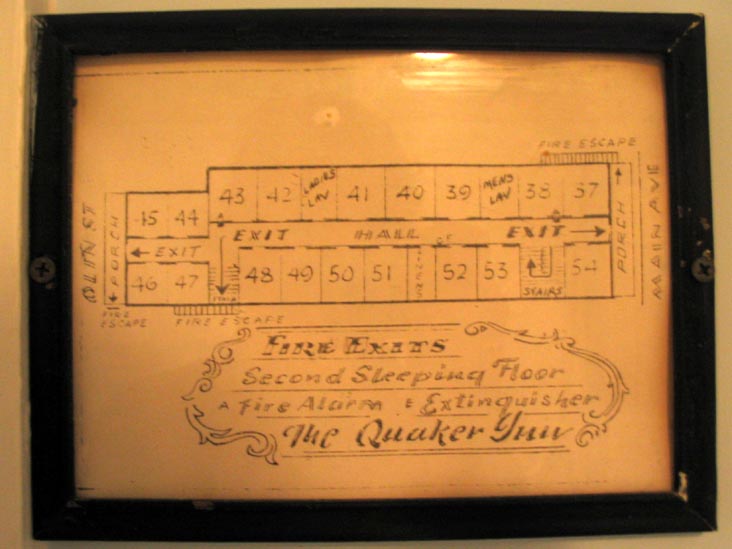 FIRE ESCAPE
43 42 LADIES LAV 41 40 39 MENS LAV 38 37
45 44
PORCH
EXIT HALL EXIT
EXIT
PORCH
MAIN AVE
46 47
48 49 50 51 52 53
STAIRS
54
FIRE ESCAPE
FIRE ESCAPE
FIRE EXITS
Second Sleeping Floor
Fire Alarm & Extinguisher
The Quaker Inn